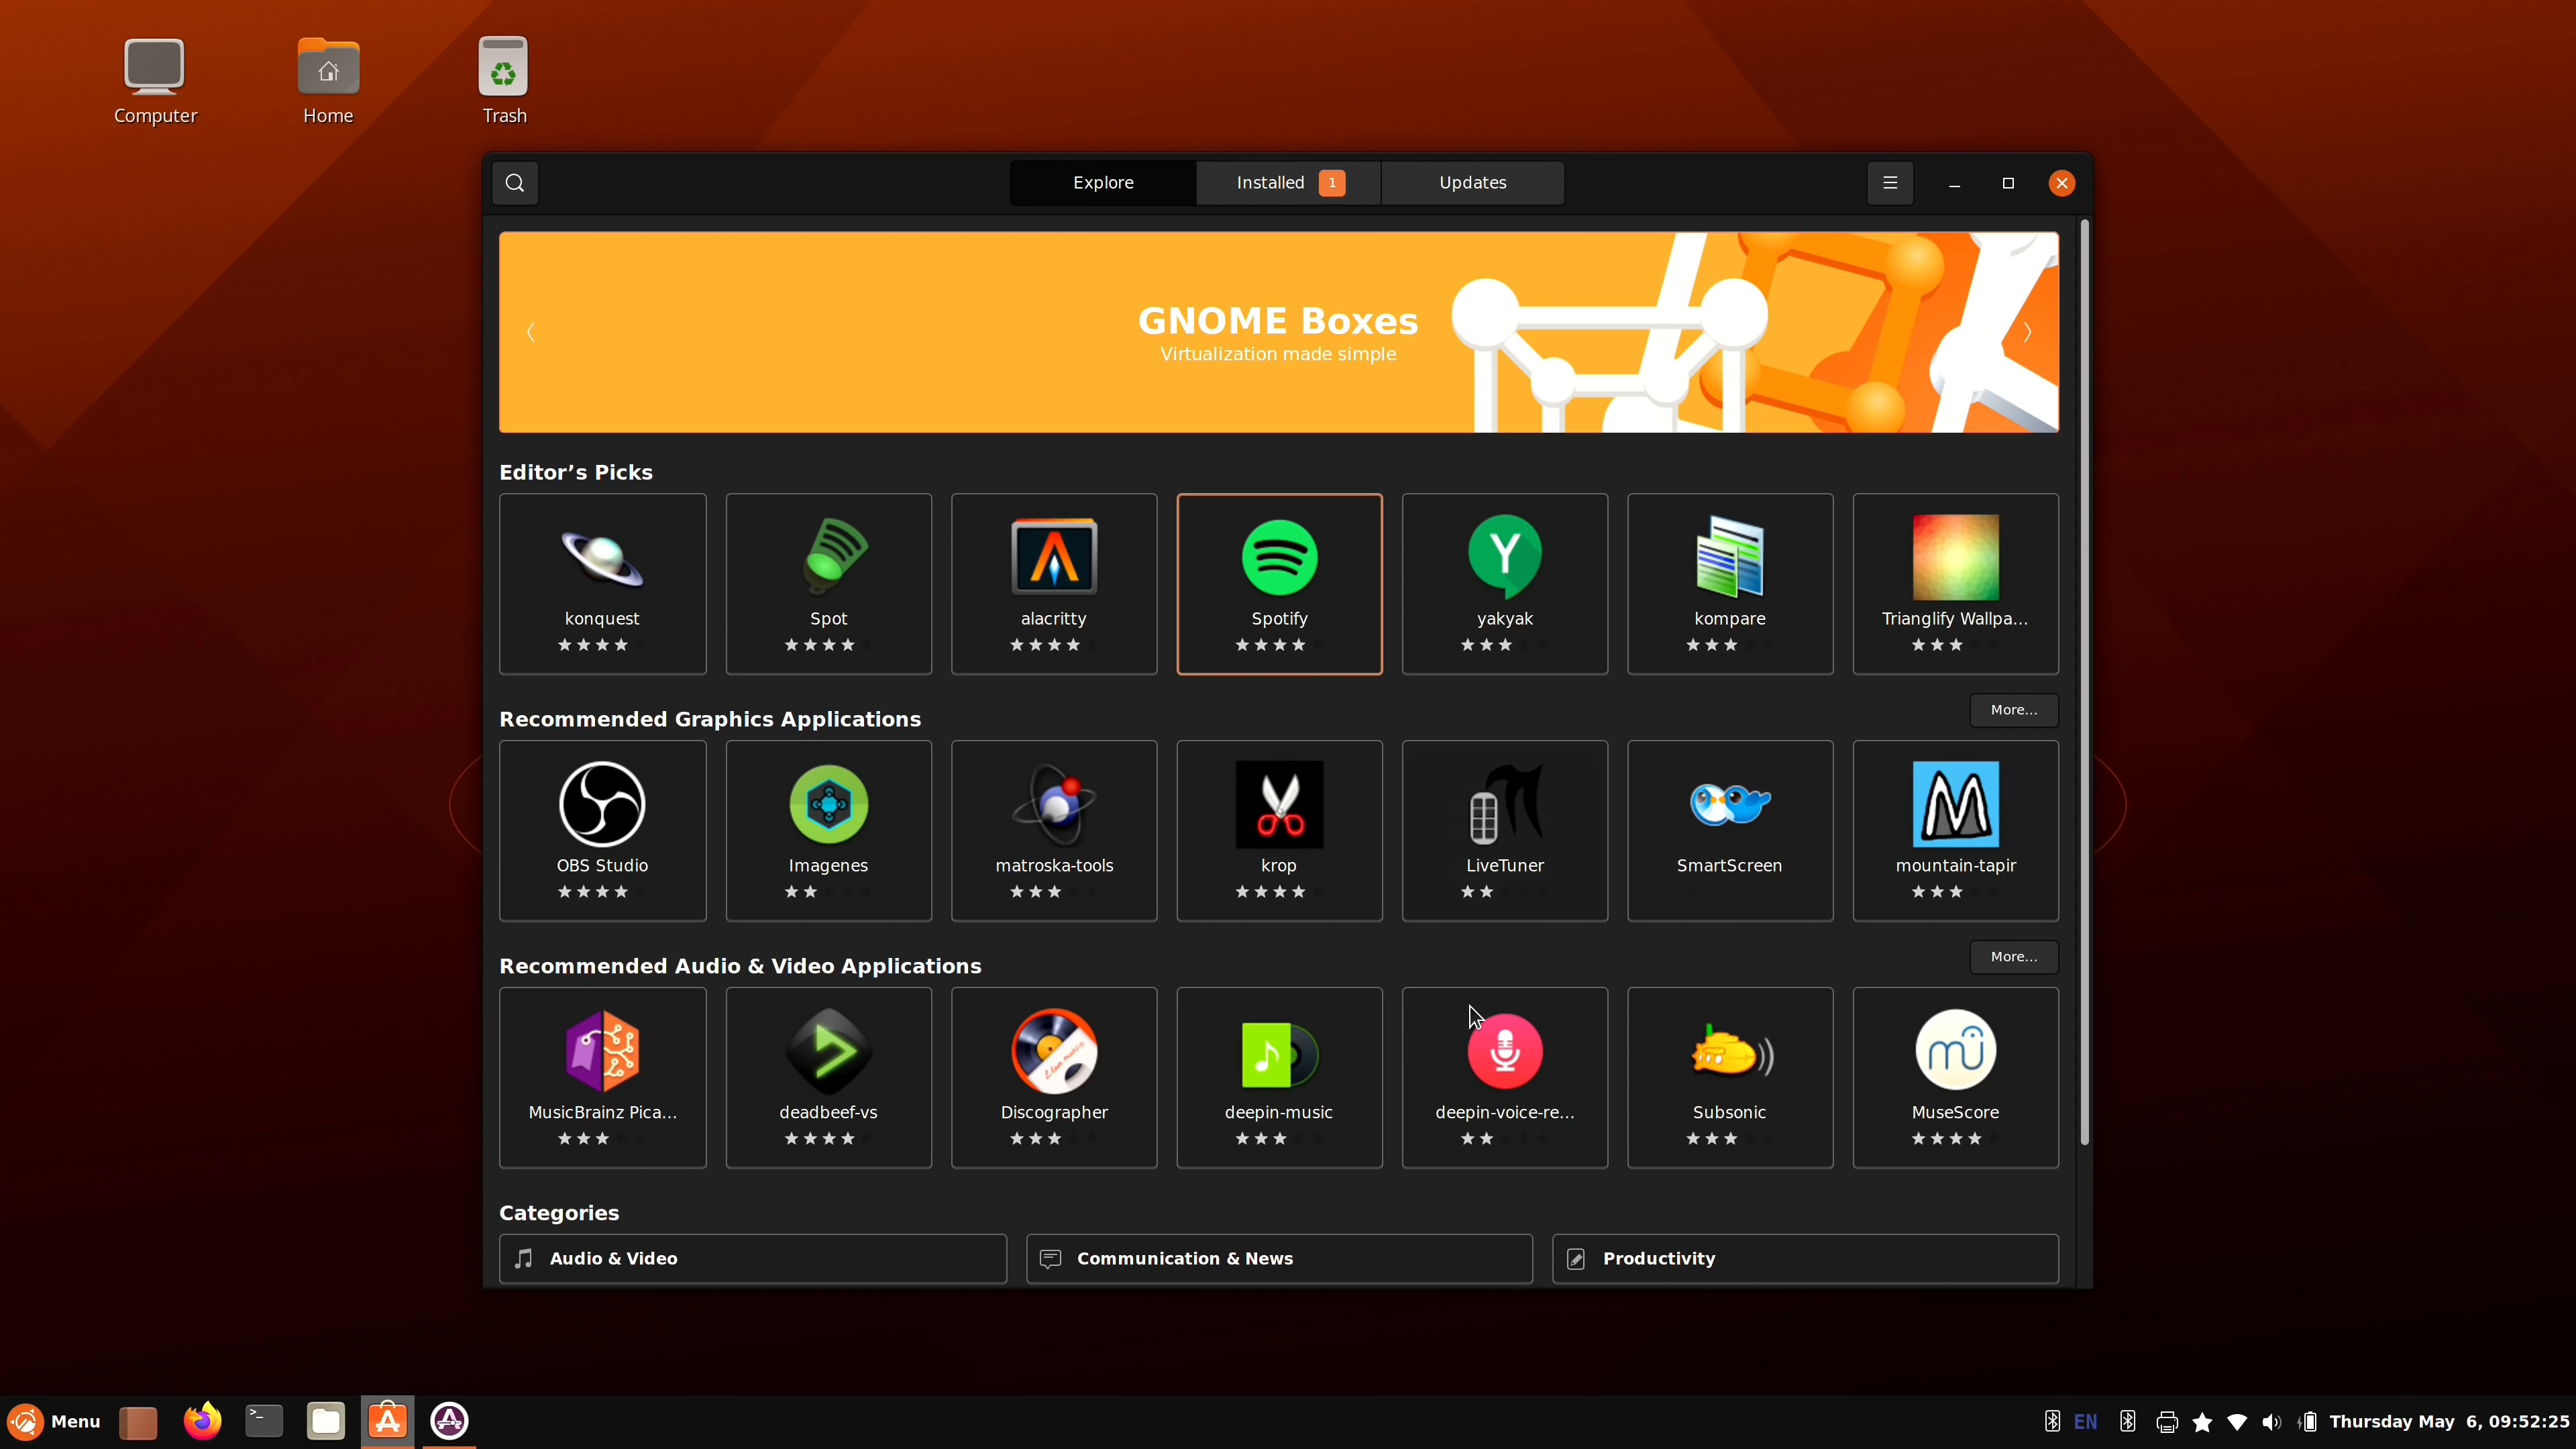 Computer
Home
Trash
Explore
Installed 1
Updates
GNOME Boxes
Virtualization made simple
Editor’s Picks
konquest
Spot
alacritty
Spotify
yakyak
kompare
Trianglify Wallpa...
Recommended Graphics Applications
More...
OBS Studio
Imagenes
matroska-tools
krop
LiveTuner
SmartScreen
mountain-tapir
Recommended Audio & Video Applications
More...
MusicBrainz Pica...
deadbeef-vs
Discographer
deepin-music
deepin-voice-re...
Subsonic
MuseScore
Categories
Audio & Video
Communication & News
Productivity
Menu
EN
Thursday May 6, 09:52:25